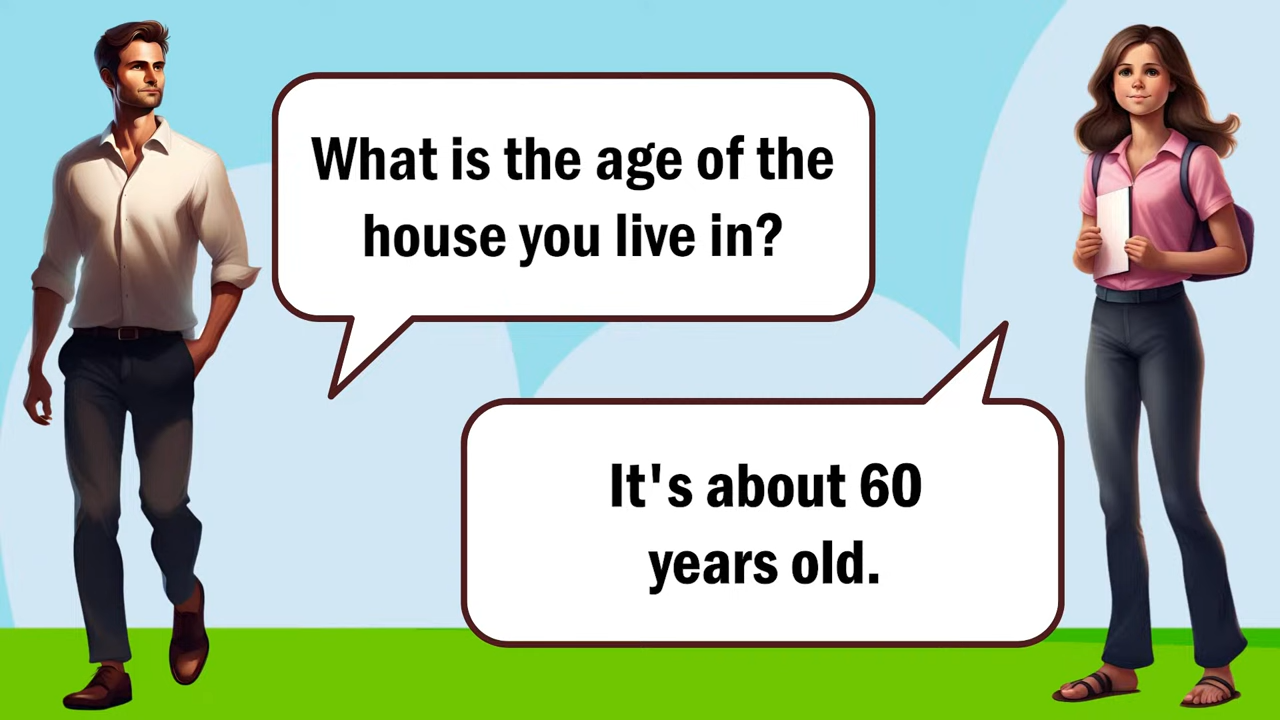 What is the age of the
house you live in?
It's about 60
years old.